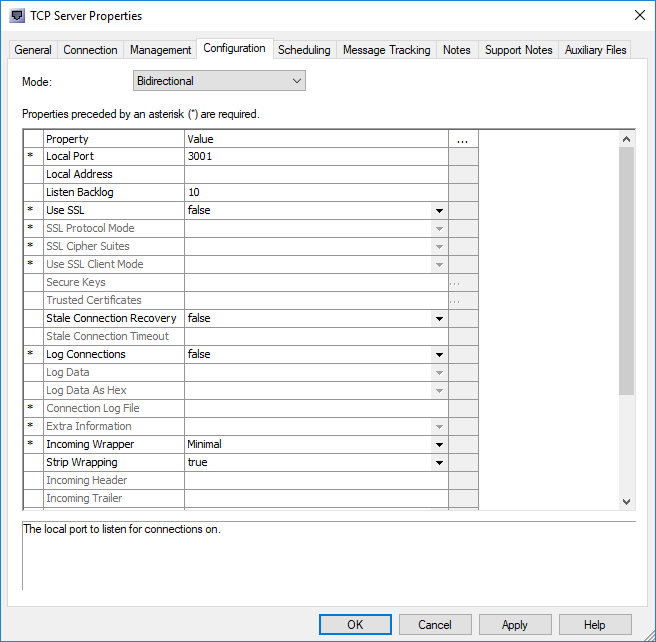 TCP Server Properties
General Connection Management Configuration Scheduling Message Tracking Notes Support Notes Auxiliary Files
Mode: Bidirectional
Properties preceded by an asterisk (*) are required.
Property Value ...
* Local Port 3001
Local Address
Listen Backlog 10
* Use SSL false
* SSL Protocol Mode
* SSL Cipher Suites
* Use SSL Client Mode
Secure Keys ...
Trusted Certificates ...
Stale Connection Recovery false
Stale Connection Timeout
* Log Connections false
Log Data
Log Data As Hex
* Connection Log File
* Extra Information
* Incoming Wrapper Minimal
Strip Wrapping true
Incoming Header
Incoming Trailer
The local port to listen for connections on.
OK Cancel Apply Help